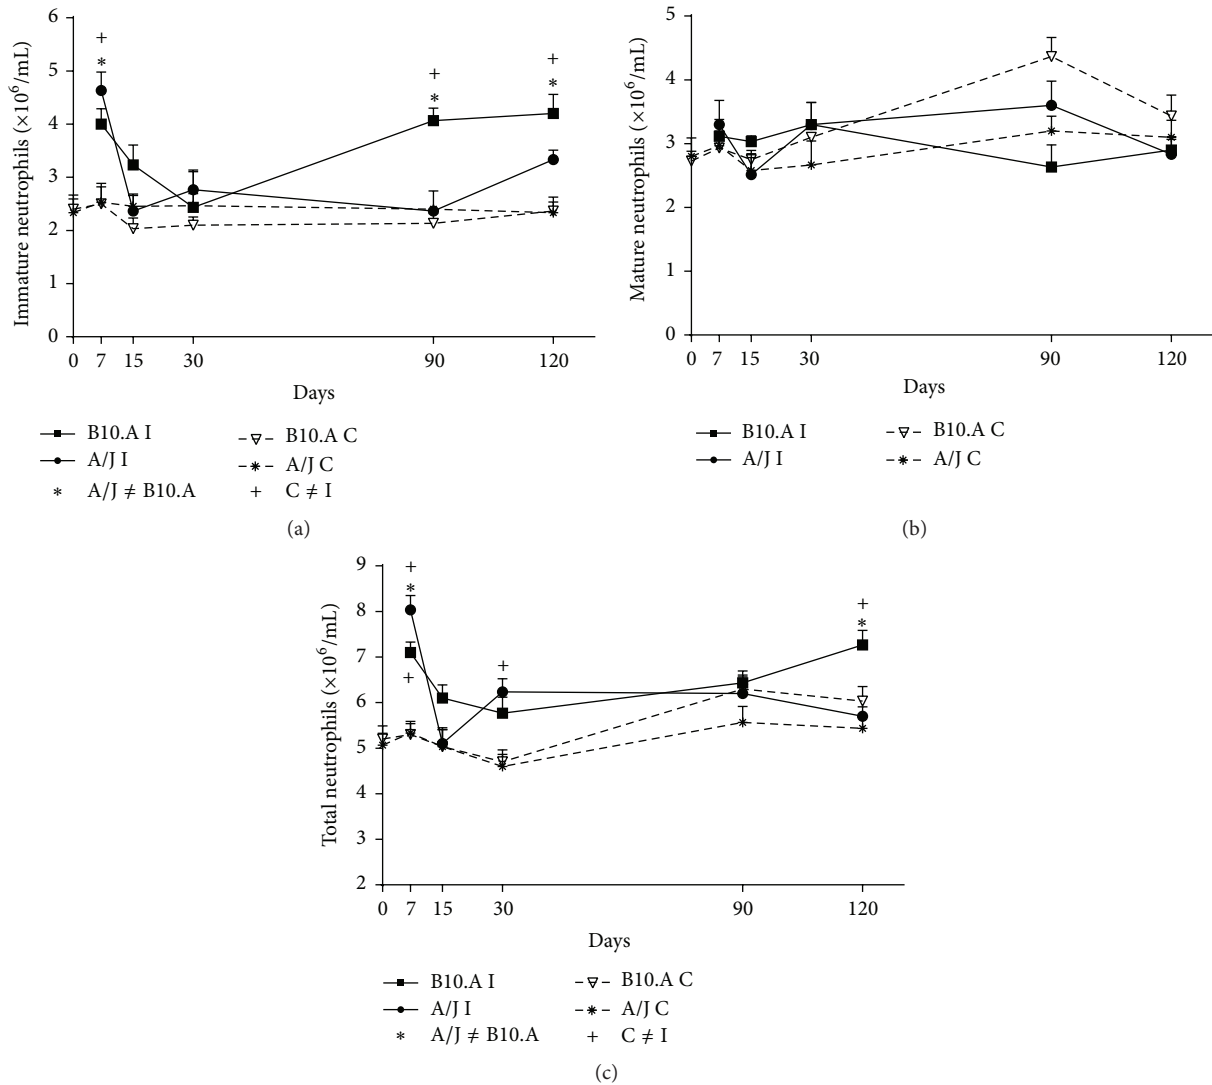 6
5
4
3
2
1
0
Immature neutrophils (×10⁶/mL)
+
*
+
*
+
*
0 7 15 30 90 120
Days
B10.A I
B10.A C
A/J I
A/J C
* A/J ≠ B10.A
+ C ≠ I
(a)
5
4
3
2
1
0
Mature neutrophils (×10⁶/mL)
0 7 15 30 90 120
Days
B10.A I
B10.A C
A/J I
A/J C
(b)
9
8
7
6
5
4
3
2
Total neutrophils (×10⁶/mL)
+
*
+
+
+
*
0 7 15 30 90 120
Days
B10.A I
B10.A C
A/J I
A/J C
* A/J ≠ B10.A
+ C ≠ I
(c)